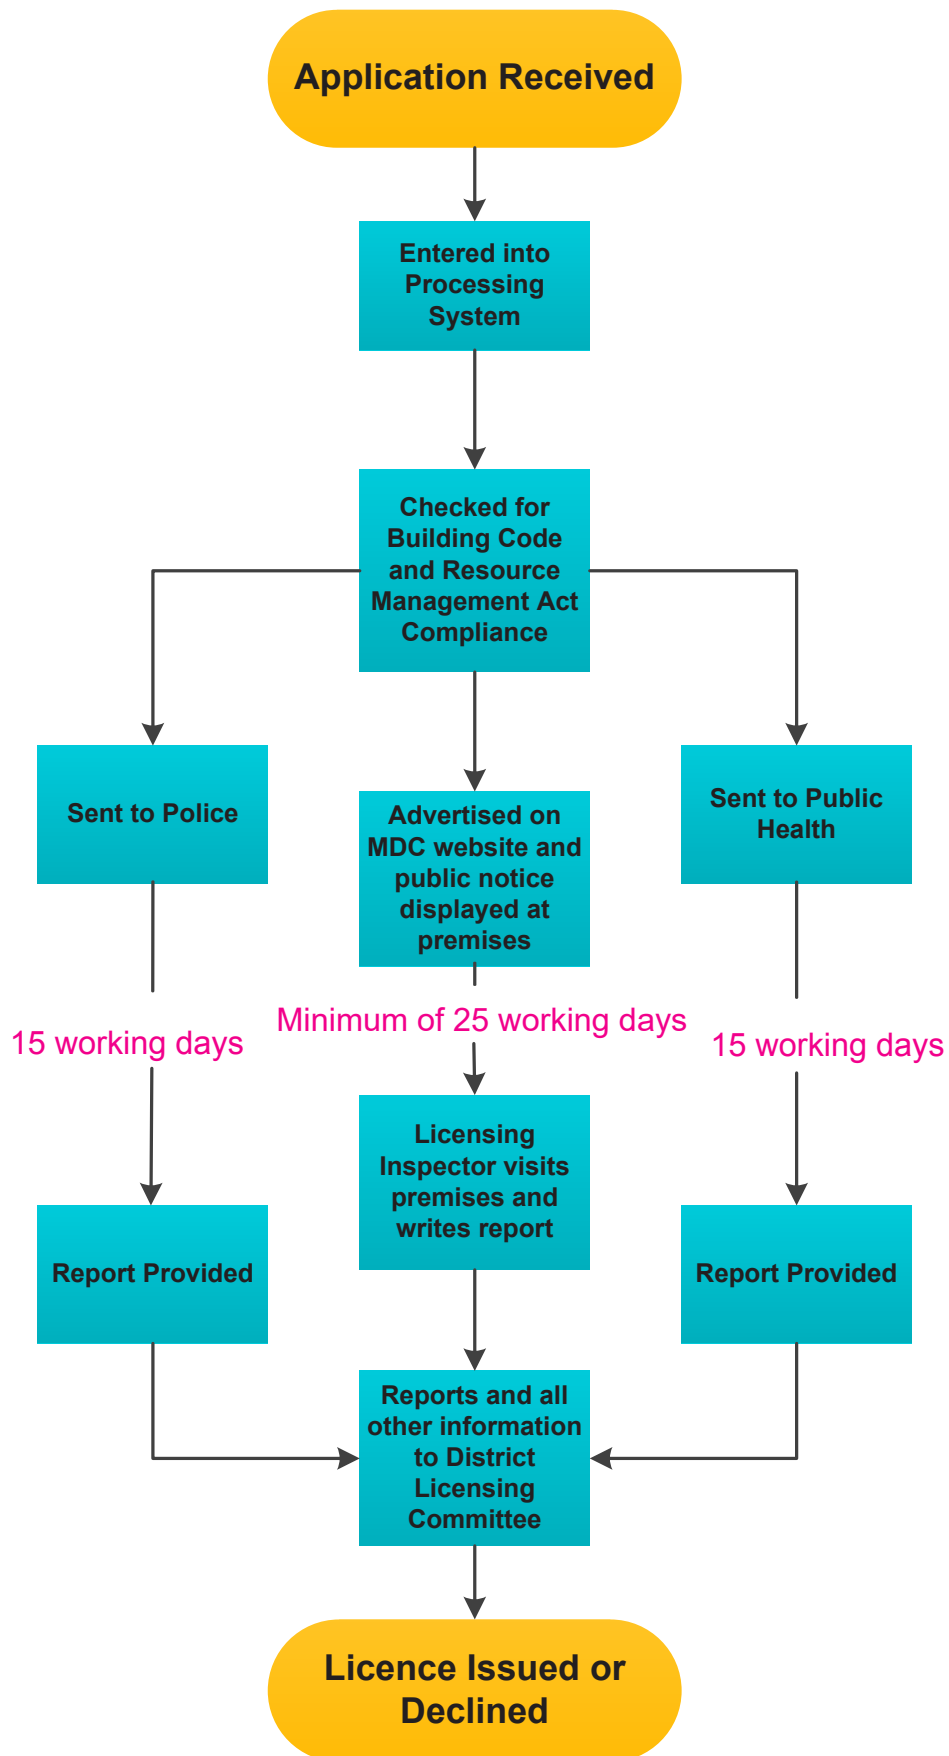 Application Received
Entered into
Processing
System
Checked for
Building Code
and Resource
Management Act
Compliance
Sent to Police
Advertised on
MDC website and
public notice
displayed at
premises
Sent to Public
Health
15 working days
Minimum of 25 working days
15 working days
Report Provided
Licensing
Inspector visits
premises and
writes report
Report Provided
Reports and all
other information
to District
Licensing
Committee
Licence Issued or
Declined